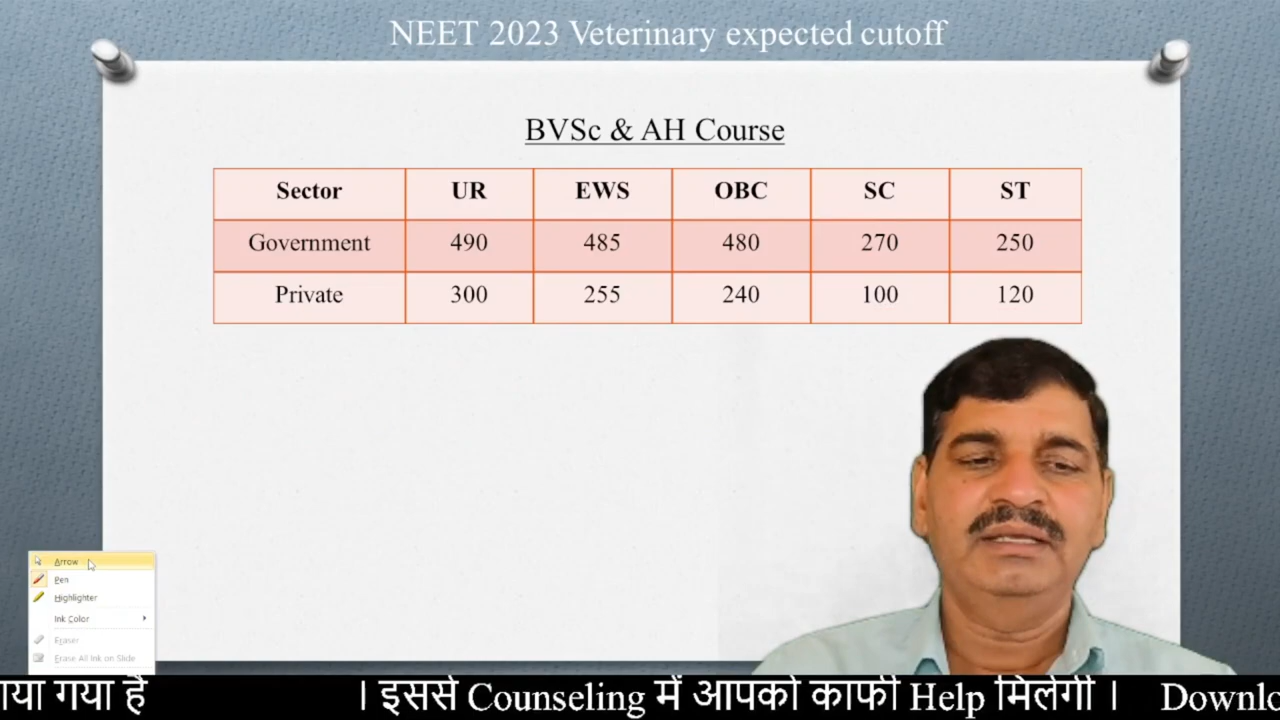 NEET 2023 Veterinary expected cutoff
BVSc & AH Course
Sector UR EWS OBC SC ST
Government 490 485 480 270 250
Private 300 255 240 100 120
Arrow
Pen
Highlighter
Ink Color
Eraser
Erase All Ink on Slide
गया है । इससे Counseling में आपको काफी Help मिलेगी ।